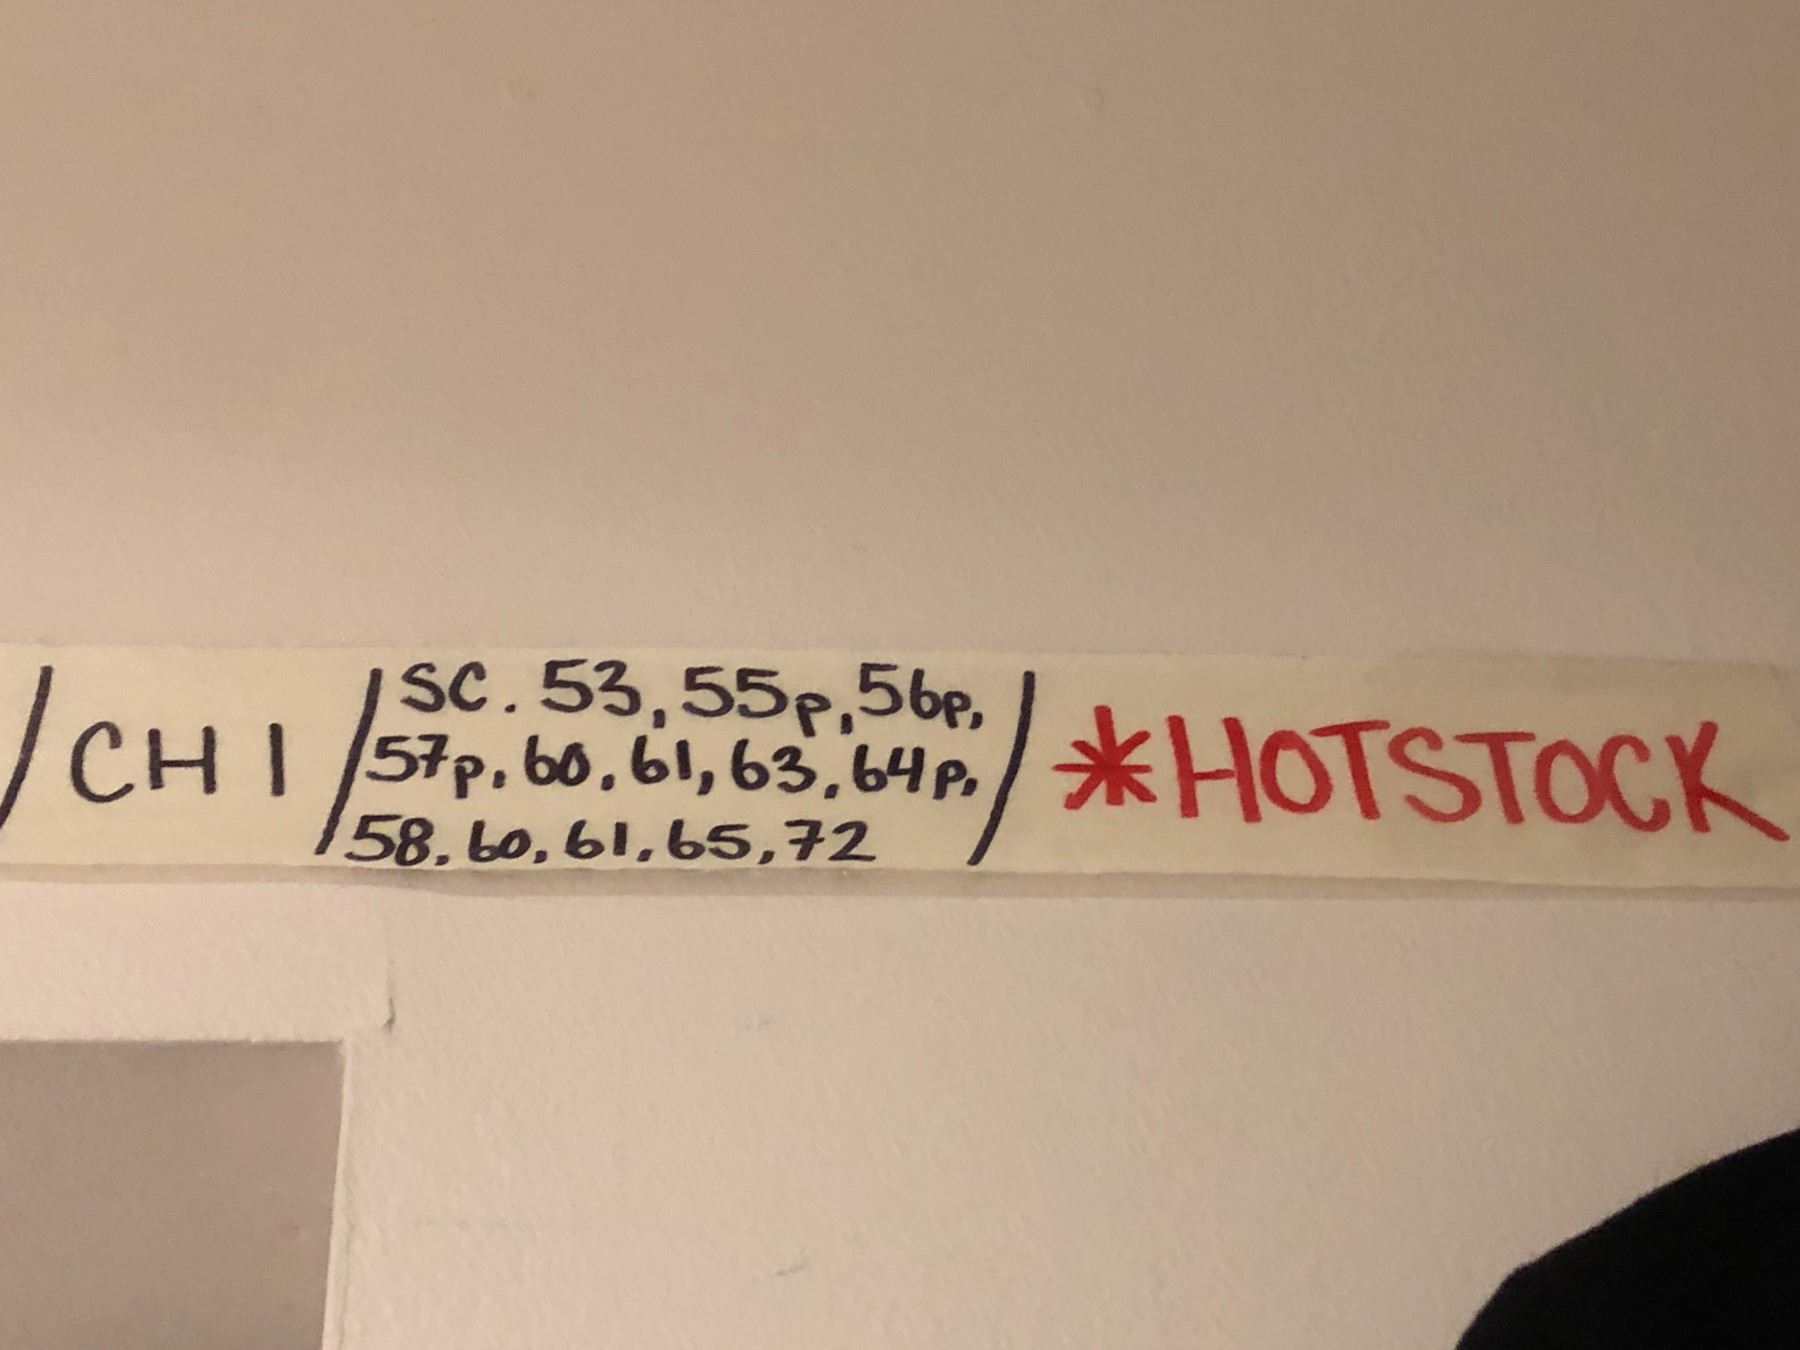 / CHI / SC. 53, 55p, 56p, / *HOTSTOCK
57p, 60, 61, 63, 64p,
58, 60, 61, 65, 72